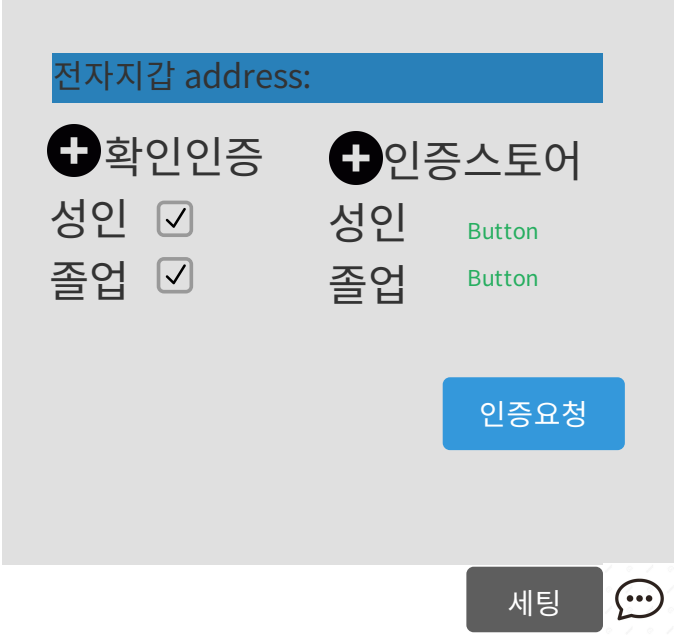 전자지갑 address:
확인인증
성인
졸업
인증스토어
성인 Button
졸업 Button
인증요청
세팅